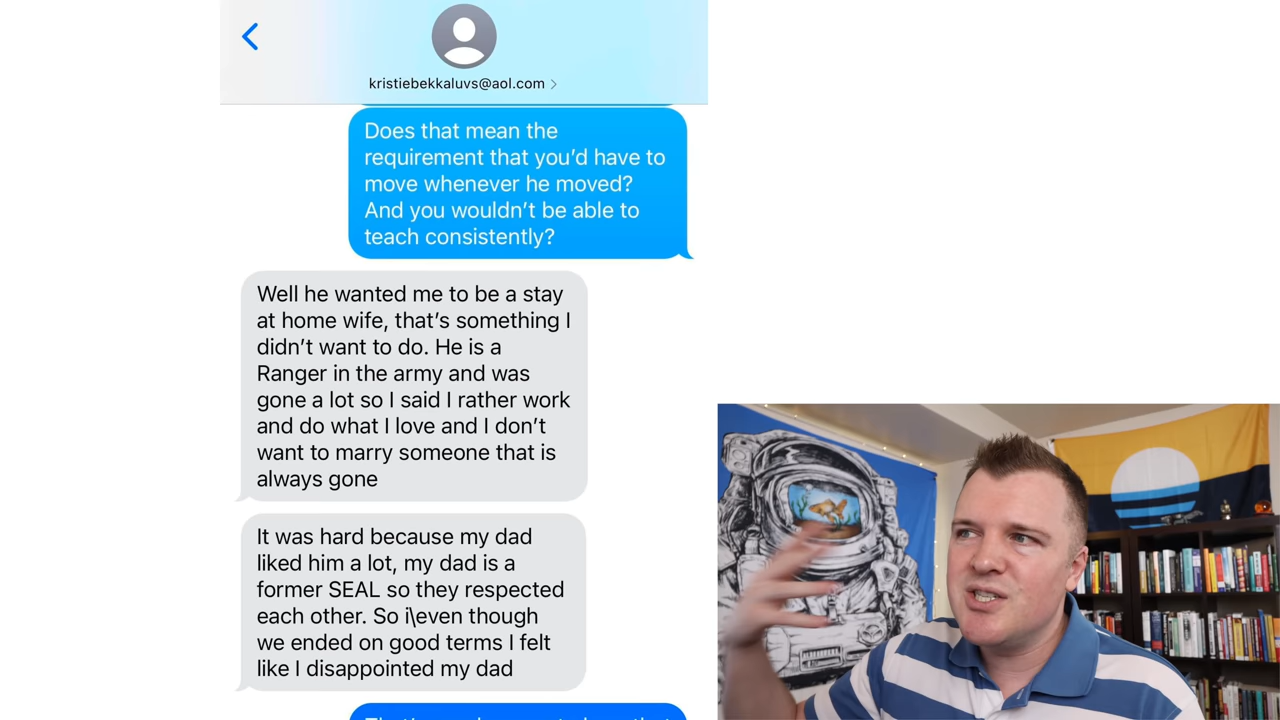 kristiebekkaluvs@aol.com
Does that mean the
requirement that you'd have to
move whenever he moved?
And you wouldn't be able to
teach consistently?
Well he wanted me to be a stay
at home wife, that's something I
didn't want to do. He is a
Ranger in the army and was
gone a lot so I said I rather work
and do what I love and I don't
want to marry someone that is
always gone
It was hard because my dad
liked him a lot, my dad is a
former SEAL so they respected
each other. So i\even though
we ended on good terms I felt
like I disappointed my dad